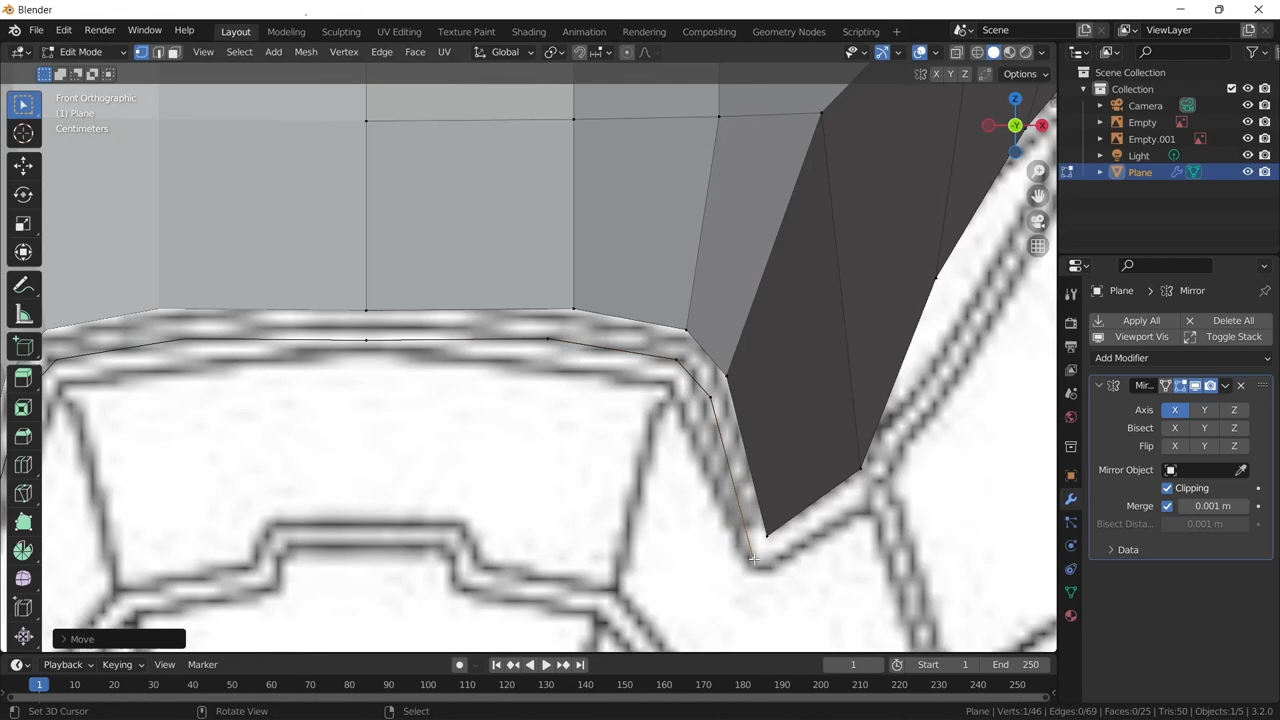 Blender
File Edit Render Window Help
Layout Modeling Sculpting UV Editing Texture Paint Shading Animation Rendering Compositing Geometry Nodes Scripting +
Scene
ViewLayer
Edit Mode View Select Add Mesh Vertex Edge Face UV Global
X Y Z Options
Front Orthographic
(1) Plane
Centimeters
Z
-Y
X
Scene Collection
Collection
Camera
Empty
Empty.001
Light
Plane
Plane > Mirror
Apply All Delete All
Viewport Vis Toggle Stack
Add Modifier
Mir...
Axis X Y Z
Bisect X Y Z
Flip X Y Z
Mirror Object
Clipping
Merge 0.001 m
Bisect Dista... 0.001 m
Data
Move
Playback Keying View Marker
1 Start 1 End 250
1 10 20 30 40 50 60 70 80 90 100 110 120 130 140 150 160 170 180 190 200 210 220 230 240 250
Set 3D Cursor Rotate View Select
Plane | Verts:1/46 | Edges:0/69 | Faces:0/25 | Tris:50 | Objects:1/5 | 3.2.0